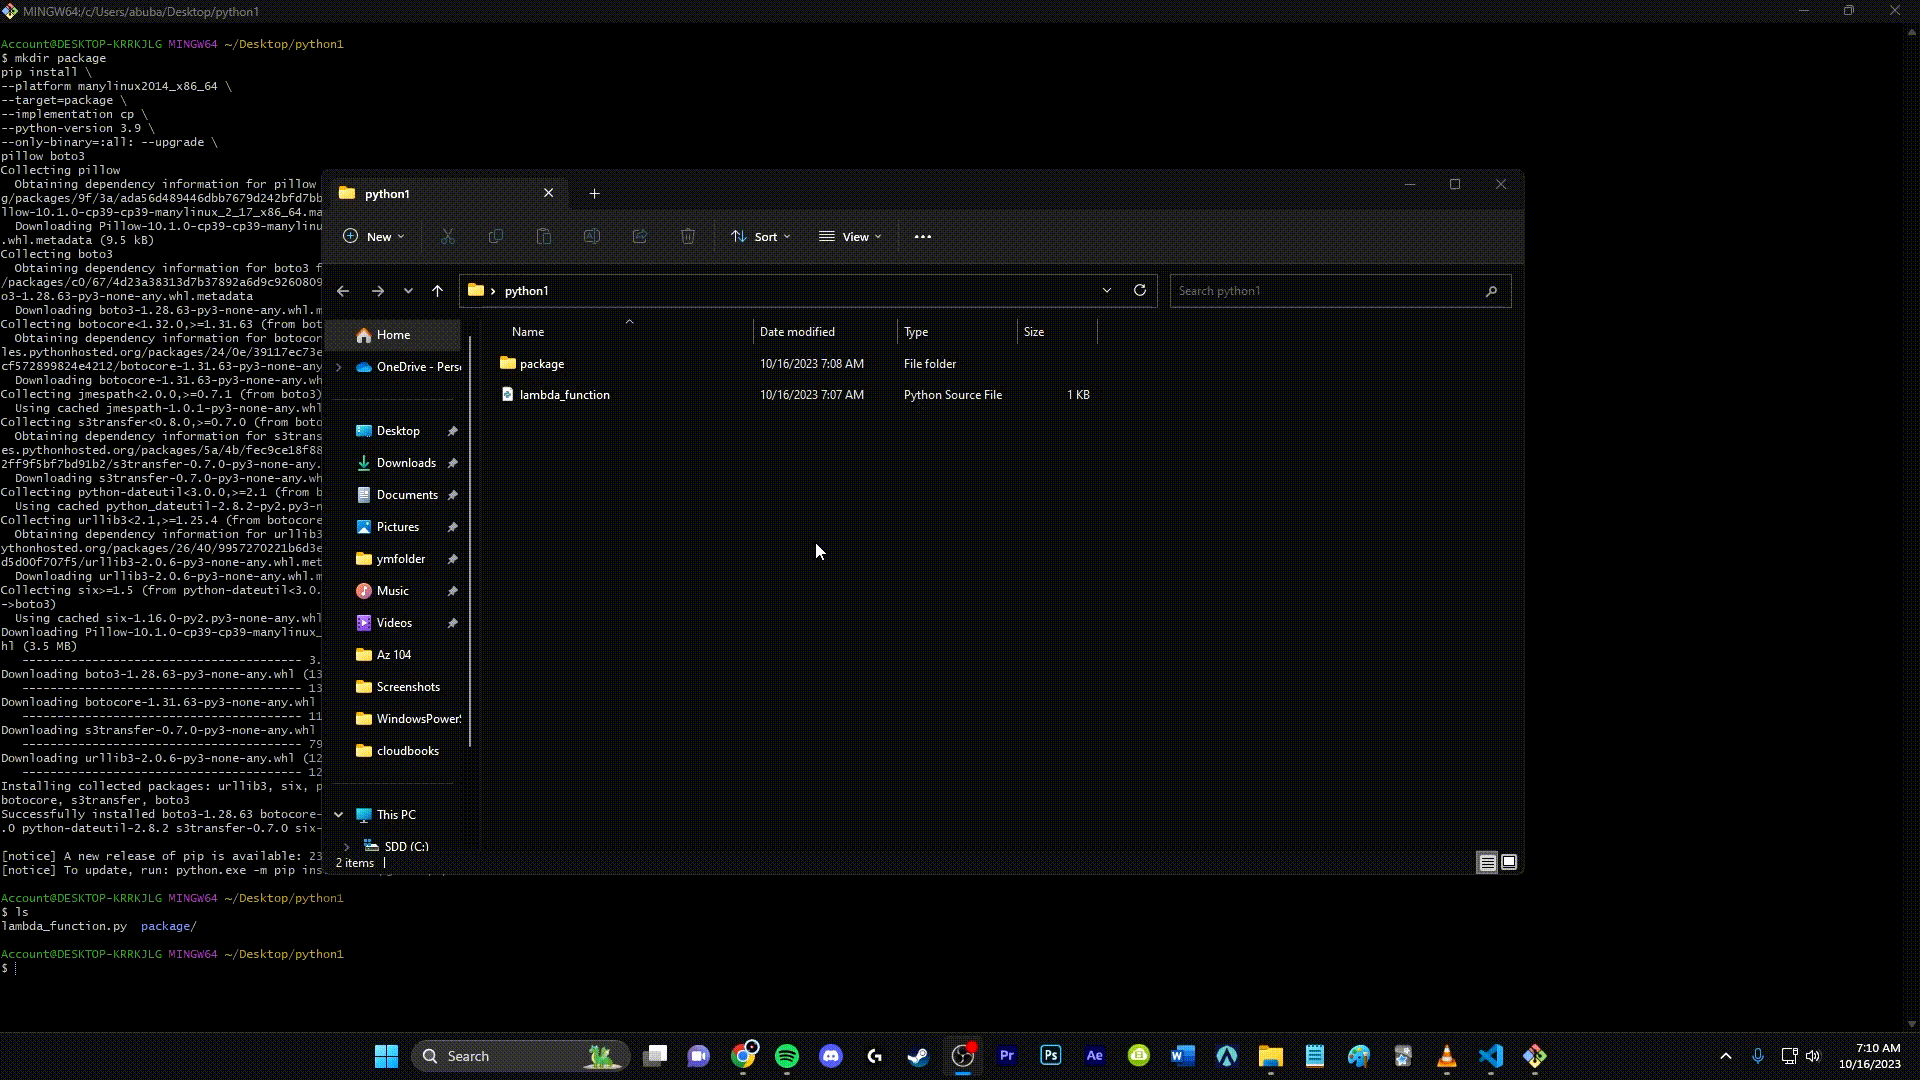 MINGW64:/c/Users/abuba/Desktop/python1
Account@DESKTOP-KRRKJLG MINGW64 ~/Desktop/python1
$ mkdir package
pip install \
--platform manylinux2014_x86_64 \
--target=package \
--implementation cp \
--python-version 3.9 \
--only-binary=:all: --upgrade \
pillow boto3
Collecting pillow
Obtaining dependency information for pillow
g/packages/9f/3a/ada56d489446dbb7679d242bfd7bb
llow-10.1.0-cp39-cp39-manylinux_2_17_x86_64.ma
Downloading Pillow-10.1.0-cp39-cp39-manylinu
.whl.metadata (9.5 kB)
Collecting boto3
Obtaining dependency information for boto3 f
/packages/c0/67/4d23a38313d7b37892a6d9c9260809
o3-1.28.63-py3-none-any.whl.metadata
Downloading boto3-1.28.63-py3-none-any.whl.m
Collecting botocore<1.32.0,>=1.31.63 (from bot
Obtaining dependency information for botocor
les.pythonhosted.org/packages/24/0e/39117ec73e
cf572899824e4212/botocore-1.31.63-py3-none-any
Downloading botocore-1.31.63-py3-none-any.wh
Collecting jmespath<2.0.0,>=0.7.1 (from boto3)
Using cached jmespath-1.0.1-py3-none-any.whl
Collecting s3transfer<0.8.0,>=0.7.0 (from boto
Obtaining dependency information for s3trans
es.pythonhosted.org/packages/5a/4b/fec9ce18f88
2ff9f5bf7bd91b2/s3transfer-0.7.0-py3-none-any.
Downloading s3transfer-0.7.0-py3-none-any.wh
Collecting python-dateutil<3.0.0,>=2.1 (from b
Using cached python_dateutil-2.8.2-py2.py3-n
Collecting urllib3<2.1,>=1.25.4 (from botocore
Obtaining dependency information for urllib3
ythonhosted.org/packages/26/40/9957270221b6d3e
d5d00f707f5/urllib3-2.0.6-py3-none-any.whl.met
Downloading urllib3-2.0.6-py3-none-any.whl.m
Collecting six>=1.5 (from python-dateutil<3.0.
->boto3)
Using cached six-1.16.0-py2.py3-none-any.whl
Downloading Pillow-10.1.0-cp39-cp39-manylinux_
hl (3.5 MB)
---------------------------------------- 3.
Downloading boto3-1.28.63-py3-none-any.whl (13
---------------------------------------- 13
Downloading botocore-1.31.63-py3-none-any.whl
---------------------------------------- 11
Downloading s3transfer-0.7.0-py3-none-any.whl
---------------------------------------- 79
Downloading urllib3-2.0.6-py3-none-any.whl (12
---------------------------------------- 12
Installing collected packages: urllib3, six, p
botocore, s3transfer, boto3
Successfully installed boto3-1.28.63 botocore-
.0 python-dateutil-2.8.2 s3transfer-0.7.0 six-
[notice] A new release of pip is available: 23
[notice] To update, run: python.exe -m pip ins
Account@DESKTOP-KRRKJLG MINGW64 ~/Desktop/python1
$ ls
lambda_function.py package/
Account@DESKTOP-KRRKJLG MINGW64 ~/Desktop/python1
$
python1
New Sort View
python1
Search python1
Name Date modified Type Size
package 10/16/2023 7:08 AM File folder
lambda_function 10/16/2023 7:07 AM Python Source File 1 KB
Home
OneDrive - Perso
Desktop
Downloads
Documents
Pictures
ymfolder
Music
Videos
Az 104
Screenshots
WindowsPowerS
cloudbooks
This PC
SDD (C:)
2 items
Search
Pr
Ps
Ae
7:10 AM
10/16/2023